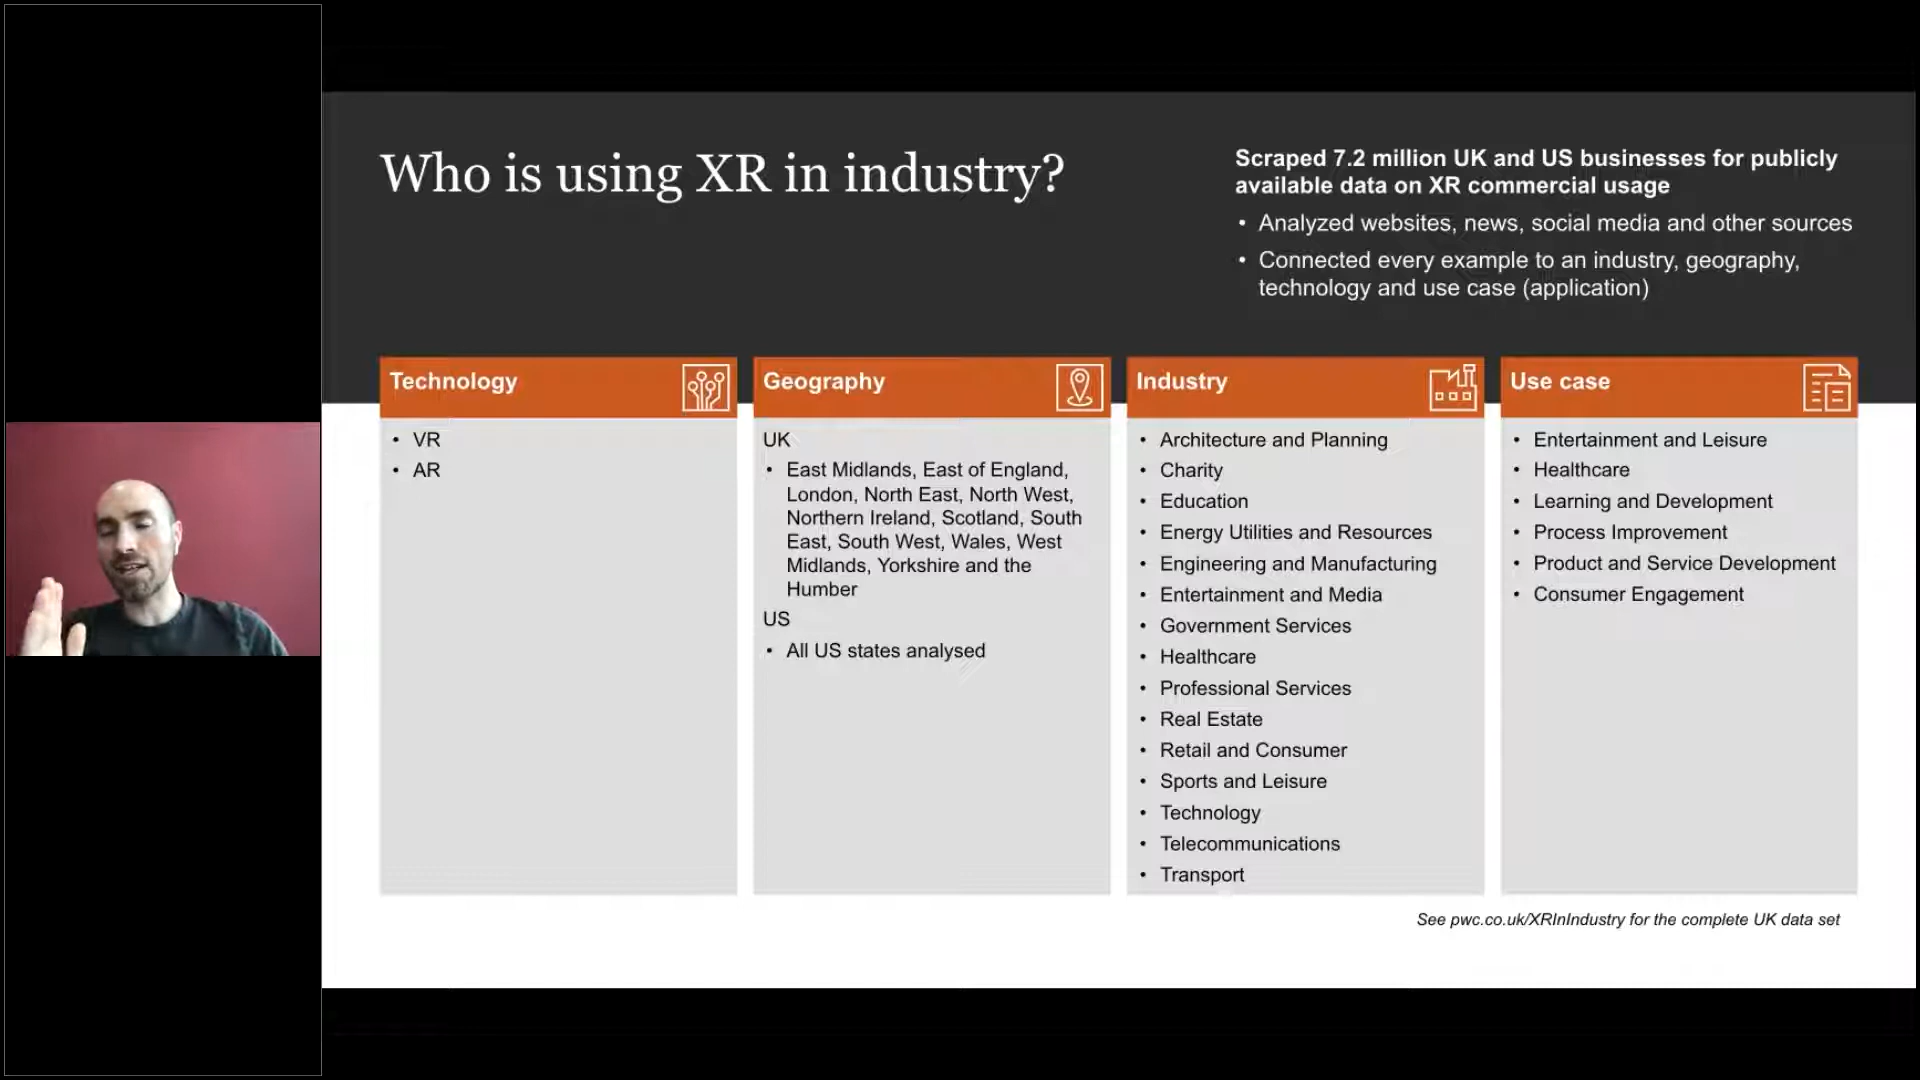 Who is using XR in industry?
Scraped 7.2 million UK and US businesses for publicly
available data on XR commercial usage
• Analyzed websites, news, social media and other sources
• Connected every example to an industry, geography,
technology and use case (application)
Technology
• VR
• AR
Geography
UK
• East Midlands, East of England,
London, North East, North West,
Northern Ireland, Scotland, South
East, South West, Wales, West
Midlands, Yorkshire and the
Humber
US
• All US states analysed
Industry
• Architecture and Planning
• Charity
• Education
• Energy Utilities and Resources
• Engineering and Manufacturing
• Entertainment and Media
• Government Services
• Healthcare
• Professional Services
• Real Estate
• Retail and Consumer
• Sports and Leisure
• Technology
• Telecommunications
• Transport
Use case
• Entertainment and Leisure
• Healthcare
• Learning and Development
• Process Improvement
• Product and Service Development
• Consumer Engagement
See pwc.co.uk/XRInIndustry for the complete UK data set